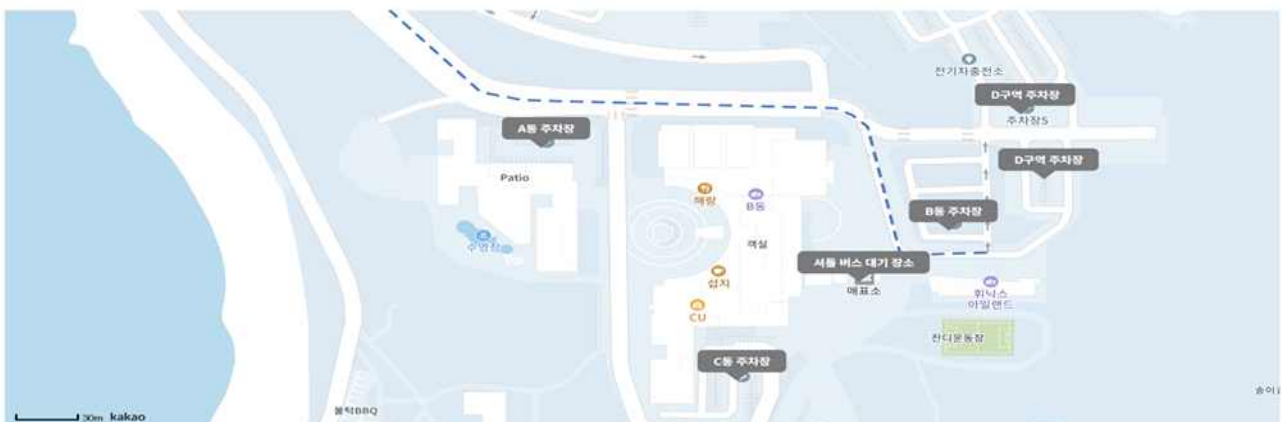 전기차충전소
D구역 주차장
주차장5
A동 주차장
D구역 주차장
Patio
해랑
B동
B동 주차장
수영장
객실
셔틀 버스 대기 장소
매표소
섭지
휘닉스
아일랜드
CU
잔디운동장
C동 주차장
불턱BBQ
30m kakao